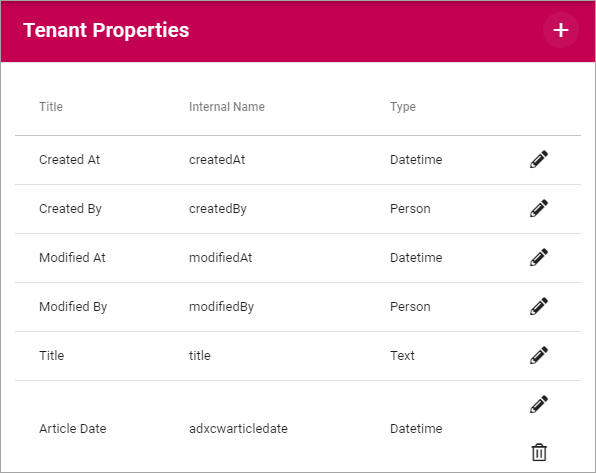 Tenant Properties
Title Internal Name Type
Created At createdAt Datetime
Created By createdBy Person
Modified At modifiedAt Datetime
Modified By modifiedBy Person
Title title Text
Article Date adxcwarticledate Datetime